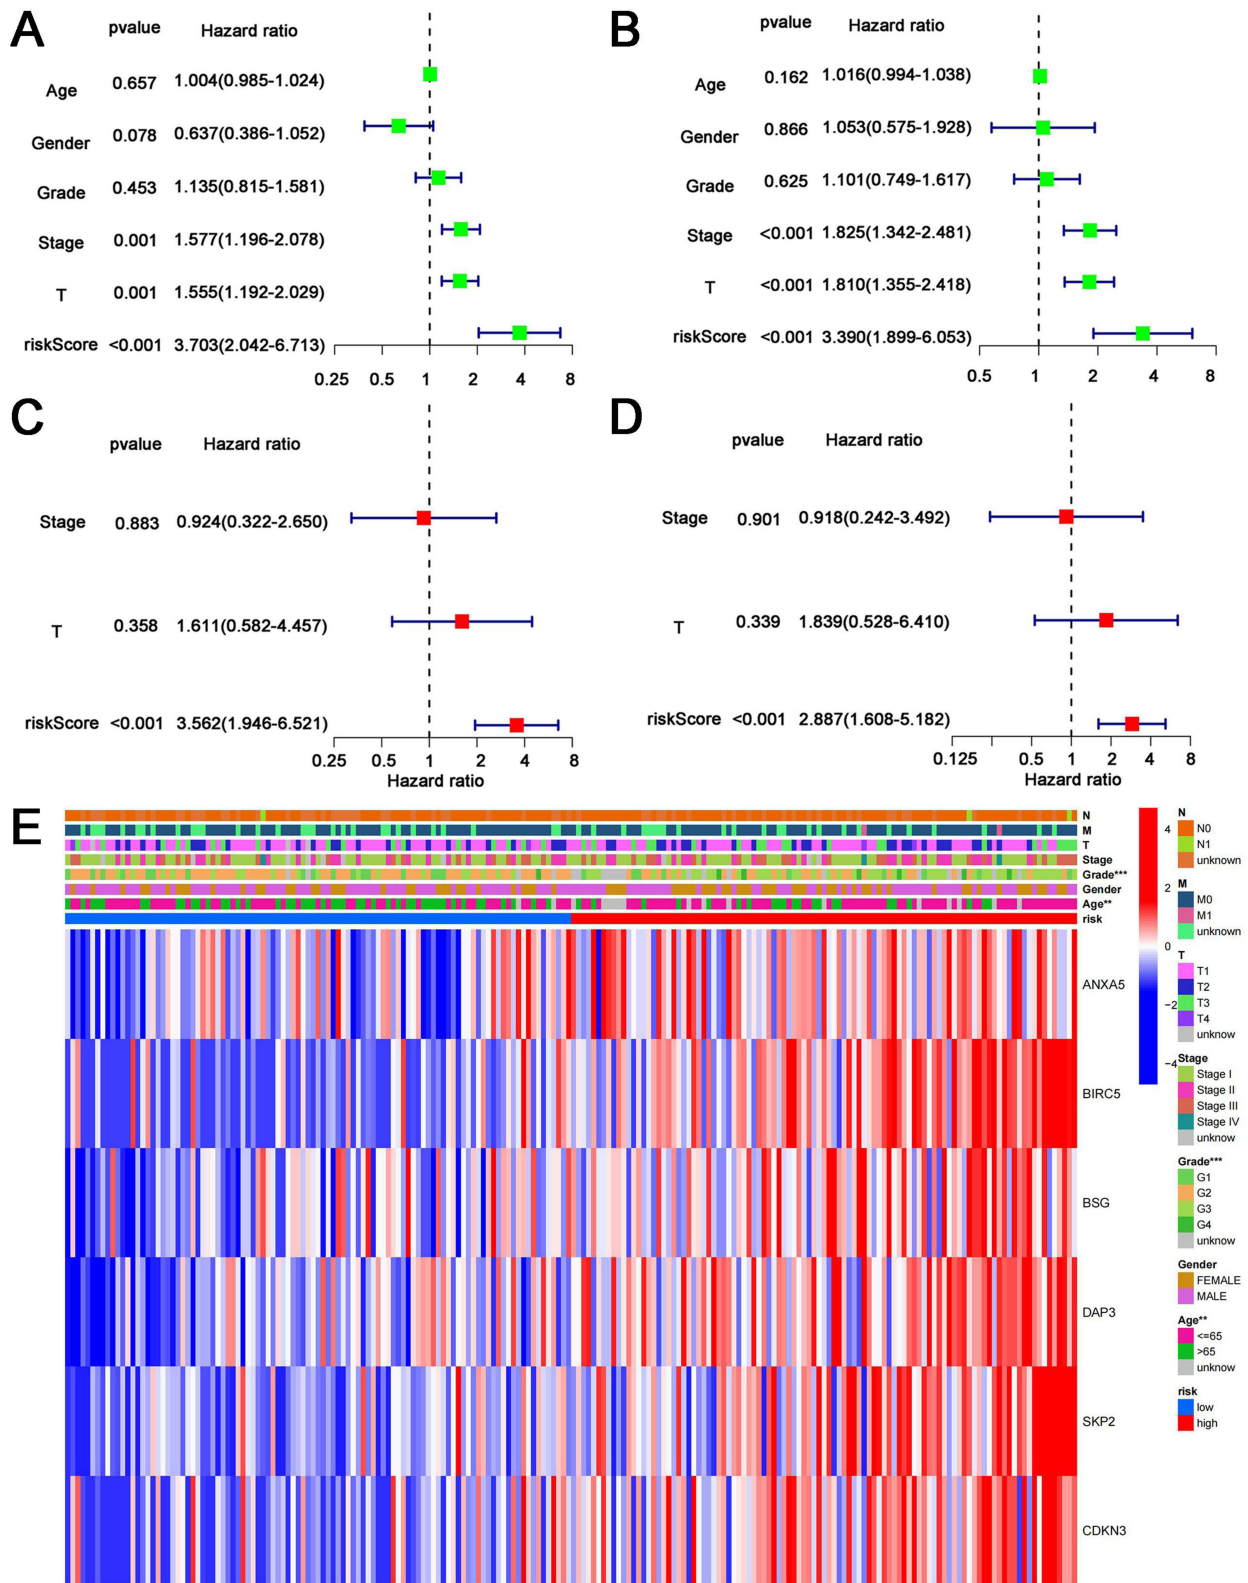 A
pvalue Hazard ratio
Age 0.657 1.004(0.985-1.024)
Gender 0.078 0.637(0.386-1.052)
Grade 0.453 1.135(0.815-1.581)
Stage 0.001 1.577(1.196-2.078)
T 0.001 1.555(1.192-2.029)
riskScore <0.001 3.703(2.042-6.713)
0.25 0.5 1 2 4 8
B
pvalue Hazard ratio
Age 0.162 1.016(0.994-1.038)
Gender 0.866 1.053(0.575-1.928)
Grade 0.625 1.101(0.749-1.617)
Stage <0.001 1.825(1.342-2.481)
T <0.001 1.810(1.355-2.418)
riskScore <0.001 3.390(1.899-6.053)
0.5 1 2 4 8
C
pvalue Hazard ratio
Stage 0.883 0.924(0.322-2.650)
T 0.358 1.611(0.582-4.457)
riskScore <0.001 3.562(1.946-6.521)
0.25 0.5 1 2 4 8
Hazard ratio
D
pvalue Hazard ratio
Stage 0.901 0.918(0.242-3.492)
T 0.339 1.839(0.528-6.410)
riskScore <0.001 2.887(1.608-5.182)
0.125 0.5 1 2 4 8
Hazard ratio
E
N
M
T
Stage
Grade***
Gender
Age**
risk
ANXA5
BIRC5
BSG
DAP3
SKP2
CDKN3
4
2
0
−2
−4
N
N0
N1
unknown
M
M0
M1
unknown
T
T1
T2
T3
T4
unknow
Stage
Stage I
Stage II
Stage III
Stage IV
unknow
Grade***
G1
G2
G3
G4
unknow
Gender
FEMALE
MALE
Age**
<=65
>65
unknow
risk
low
high